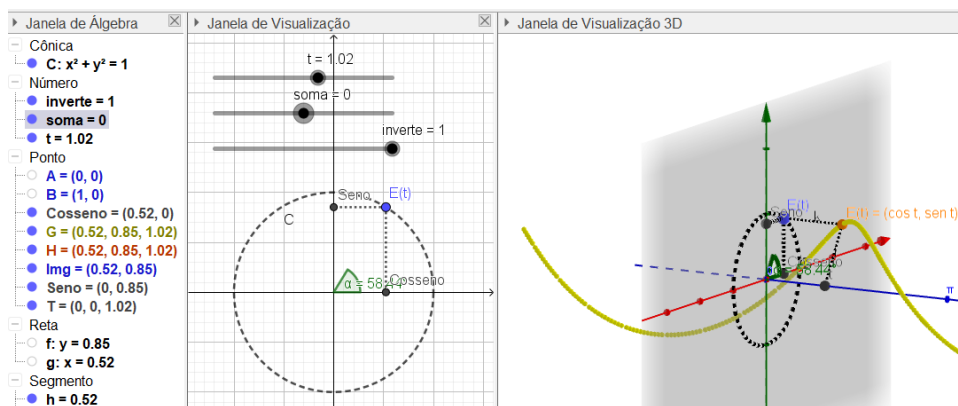 Janela de Álgebra
Cônica
C: x² + y² = 1
Número
inverte = 1
soma = 0
t = 1.02
Ponto
A = (0, 0)
B = (1, 0)
Cosseno = (0.52, 0)
G = (0.52, 0.85, 1.02)
H = (0.52, 0.85, 1.02)
Img = (0.52, 0.85)
Seno = (0, 0.85)
T = (0, 0, 1.02)
Reta
f: y = 0.85
g: x = 0.52
Segmento
h = 0.52
Janela de Visualização
t = 1.02
soma = 0
inverte = 1
Seno
E(t)
C
α = 58.44
Cosseno
Janela de Visualização 3D
Seno
E(t)
E(t) = (cos t, sen t)
Cosseno
58.44
π